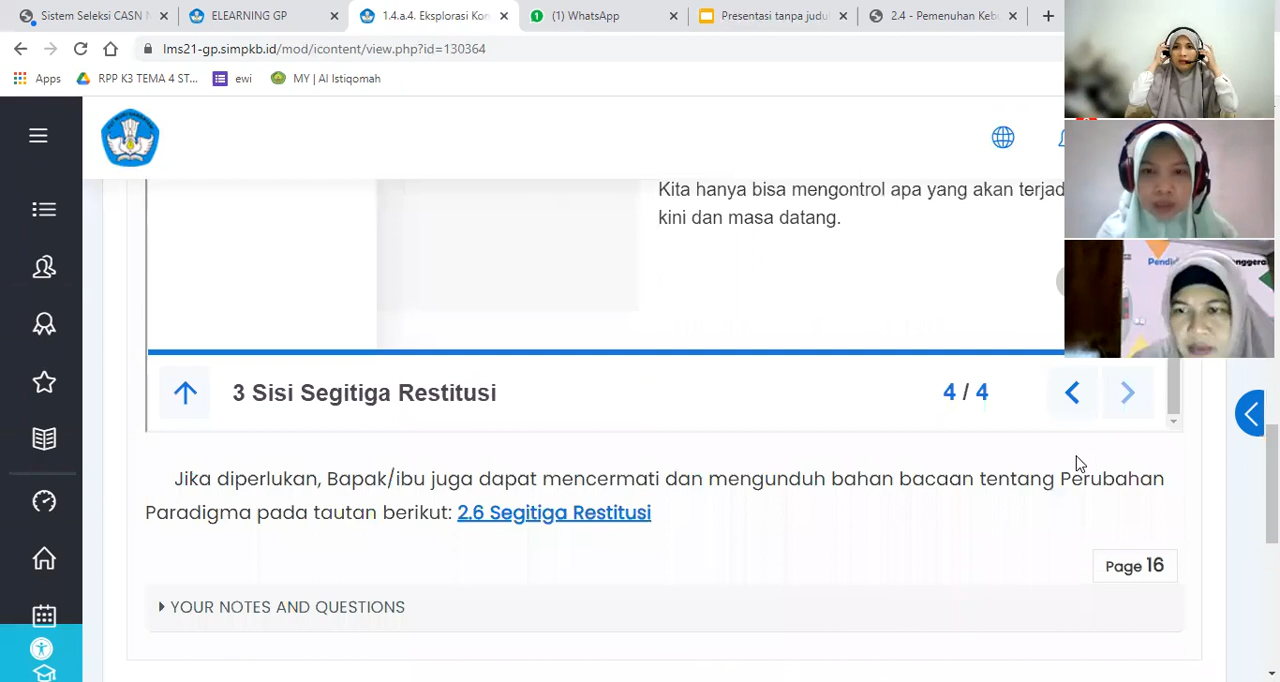 Sistem Seleksi CASN
ELEARNING GP
1.4.a.4. Eksplorasi Kon
(1) WhatsApp
Presentasi tanpa judul
2.4 - Pemenuhan Keb
lms21-gp.simpkb.id/mod/icontent/view.php?id=130364
Apps
RPP K3 TEMA 4 ST...
ewi
MY | Al Istiqomah
Kita hanya bisa mengontrol apa yang akan terjad
kini dan masa datang.
3 Sisi Segitiga Restitusi
4 / 4
Jika diperlukan, Bapak/ibu juga dapat mencermati dan mengunduh bahan bacaan tentang Perubahan
Paradigma pada tautan berikut: 2.6 Segitiga Restitusi
Page 16
YOUR NOTES AND QUESTIONS